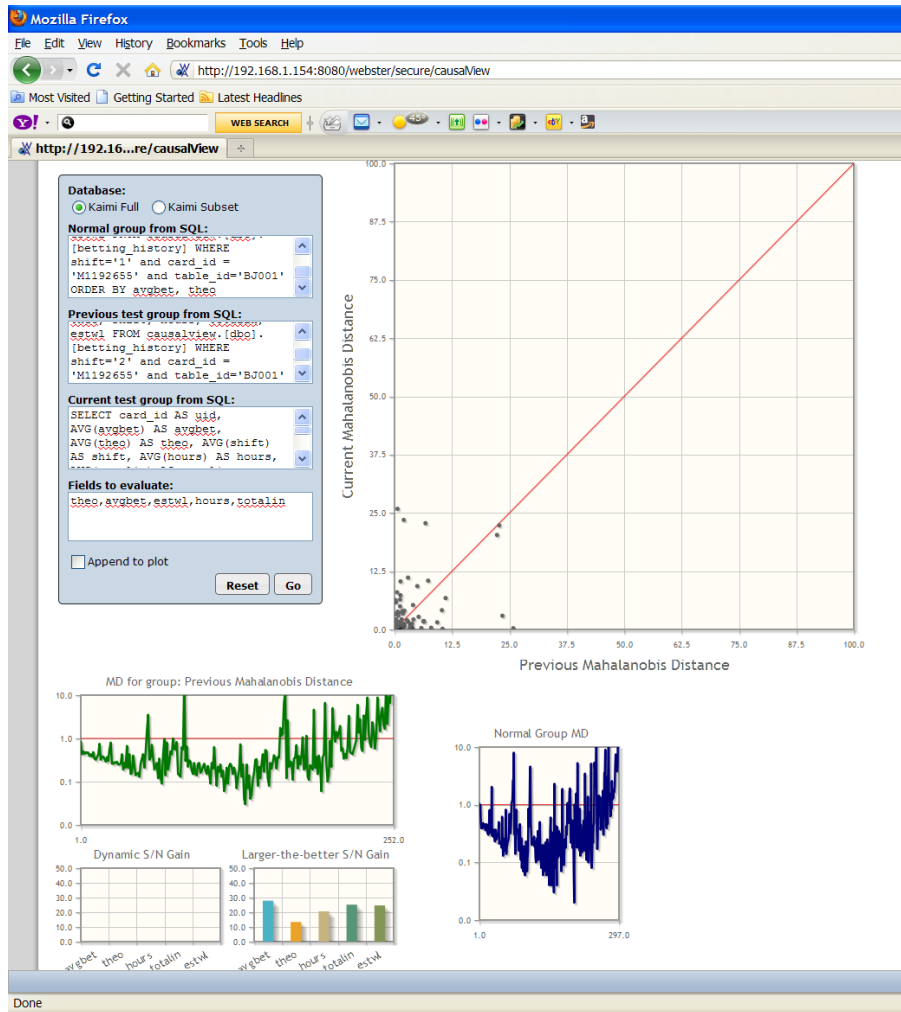 Mozilla Firefox
File Edit View History Bookmarks Tools Help
http://192.168.1.154:8080/webster/secure/causalView
Most Visited Getting Started Latest Headlines
Y! WEB SEARCH 45° eBY a
http://192.16...re/causalView
Database:
Kaimi Full Kaimi Subset
Normal group from SQL:
[betting_history] WHERE
shift='1' and card_id =
'M1192655' and table_id='BJ001'
ORDER BY avgbet, theo
Previous test group from SQL:
estwl FROM causalview.[dbo].
[betting_history] WHERE
shift='2' and card_id =
'M1192655' and table_id='BJ001'
Current test group from SQL:
SELECT card_id AS uid,
AVG(avgbet) AS avgbet,
AVG(theo) AS theo, AVG(shift)
AS shift, AVG(hours) AS hours,
Fields to evaluate:
theo,avgbet,estwl,hours,totalin
Append to plot
Reset Go
Current Mahalanobis Distance
100.0
87.5
75.0
62.5
50.0
37.5
25.0
12.5
0.0
0.0 12.5 25.0 37.5 50.0 62.5 75.0 87.5 100.0
Previous Mahalanobis Distance
MD for group: Previous Mahalanobis Distance
10.0
1.0
0.1
0.0
1.0 252.0
Normal Group MD
10.0
1.0
0.1
0.0
1.0 297.0
Dynamic S/N Gain
50.0
40.0
30.0
20.0
10.0
0.0
avgbet theo hours totalin estwl
Larger-the-better S/N Gain
50.0
40.0
30.0
20.0
10.0
0.0
avgbet theo hours totalin estwl
Done